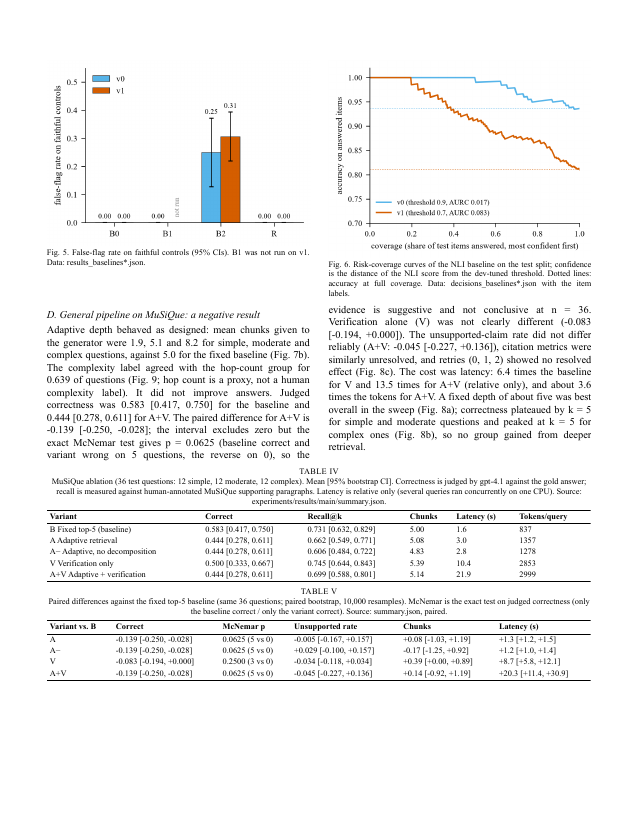 false-flag rate on faithful controls
0.5
0.4
0.3
0.2
0.1
0.0
v0
v1
0.00 0.00
0.00
not run
0.25
0.31
0.00 0.00
B0 B1 B2 R
Fig. 5. False-flag rate on faithful controls (95% CIs). B1 was not run on v1.
Data: results_baselines*.json.
accuracy on answered items
1.00
0.95
0.90
0.85
0.80
0.75
0.70
v0 (threshold 0.9, AURC 0.017)
v1 (threshold 0.7, AURC 0.083)
0.0 0.2 0.4 0.6 0.8 1.0
coverage (share of test items answered, most confident first)
Fig. 6. Risk-coverage curves of the NLI baseline on the test split; confidence
is the distance of the NLI score from the dev-tuned threshold. Dotted lines:
accuracy at full coverage. Data: decisions_baselines*.json with the item
labels.
D. General pipeline on MuSiQue: a negative result
Adaptive depth behaved as designed: mean chunks given to
the generator were 1.9, 5.1 and 8.2 for simple, moderate and
complex questions, against 5.0 for the fixed baseline (Fig. 7b).
The complexity label agreed with the hop-count group for
0.639 of questions (Fig. 9; hop count is a proxy, not a human
complexity label). It did not improve answers. Judged
correctness was 0.583 [0.417, 0.750] for the baseline and
0.444 [0.278, 0.611] for A+V. The paired difference for A+V is
-0.139 [-0.250, -0.028]; the interval excludes zero but the
exact McNemar test gives p = 0.0625 (baseline correct and
variant wrong on 5 questions, the reverse on 0), so the
evidence is suggestive and not conclusive at n = 36.
Verification alone (V) was not clearly different (-0.083
[-0.194, +0.000]). The unsupported-claim rate did not differ
reliably (A+V: -0.045 [-0.227, +0.136]), citation metrics were
similarly unresolved, and retries (0, 1, 2) showed no resolved
effect (Fig. 8c). The cost was latency: 6.4 times the baseline
for V and 13.5 times for A+V (relative only), and about 3.6
times the tokens for A+V. A fixed depth of about five was best
overall in the sweep (Fig. 8a); correctness plateaued by k = 5
for simple and moderate questions and peaked at k = 5 for
complex ones (Fig. 8b), so no group gained from deeper
retrieval.
TABLE IV
MuSiQue ablation (36 test questions: 12 simple, 12 moderate, 12 complex). Mean [95% bootstrap CI]. Correctness is judged by gpt-4.1 against the gold answer;
recall is measured against human-annotated MuSiQue supporting paragraphs. Latency is relative only (several queries ran concurrently on one CPU). Source:
experiments/results/main/summary.json.
Variant Correct Recall@k Chunks Latency (s) Tokens/query
B Fixed top-5 (baseline) 0.583 [0.417, 0.750] 0.731 [0.632, 0.829] 5.00 1.6 837
A Adaptive retrieval 0.444 [0.278, 0.611] 0.662 [0.549, 0.771] 5.08 3.0 1357
A− Adaptive, no decomposition 0.444 [0.278, 0.611] 0.606 [0.484, 0.722] 4.83 2.8 1278
V Verification only 0.500 [0.333, 0.667] 0.745 [0.644, 0.843] 5.39 10.4 2853
A+V Adaptive + verification 0.444 [0.278, 0.611] 0.699 [0.588, 0.801] 5.14 21.9 2999
TABLE V
Paired differences against the fixed top-5 baseline (same 36 questions; paired bootstrap, 10,000 resamples). McNemar is the exact test on judged correctness (only
the baseline correct / only the variant correct). Source: summary.json, paired.
Variant vs. B Correct McNemar p Unsupported rate Chunks Latency (s)
A -0.139 [-0.250, -0.028] 0.0625 (5 vs 0) -0.005 [-0.167, +0.157] +0.08 [-1.03, +1.19] +1.3 [+1.2, +1.5]
A− -0.139 [-0.250, -0.028] 0.0625 (5 vs 0) +0.029 [-0.100, +0.157] -0.17 [-1.25, +0.92] +1.2 [+1.0, +1.4]
V -0.083 [-0.194, +0.000] 0.2500 (3 vs 0) -0.034 [-0.118, +0.034] +0.39 [+0.00, +0.89] +8.7 [+5.8, +12.1]
A+V -0.139 [-0.250, -0.028] 0.0625 (5 vs 0) -0.045 [-0.227, +0.136] +0.14 [-0.92, +1.19] +20.3 [+11.4, +30.9]